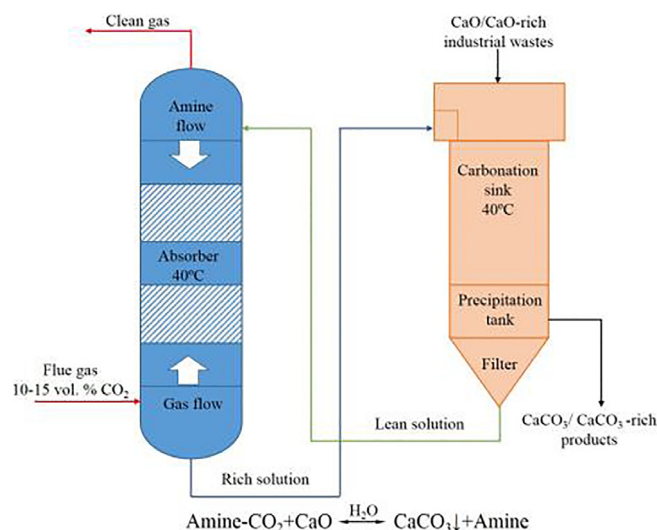 Clean gas
CaO/CaO-rich
industrial wastes
Amine
flow
Carbonation
sink
40ºC
Absorber
40ºC
Precipitation
tank
Flue gas
10-15 vol. % CO₂
Filter
Gas flow
Lean solution
CaCO₃/ CaCO₃ -rich
products
Rich solution
Amine-CO₂+CaO ⟷ H₂O CaCO₃↓+Amine